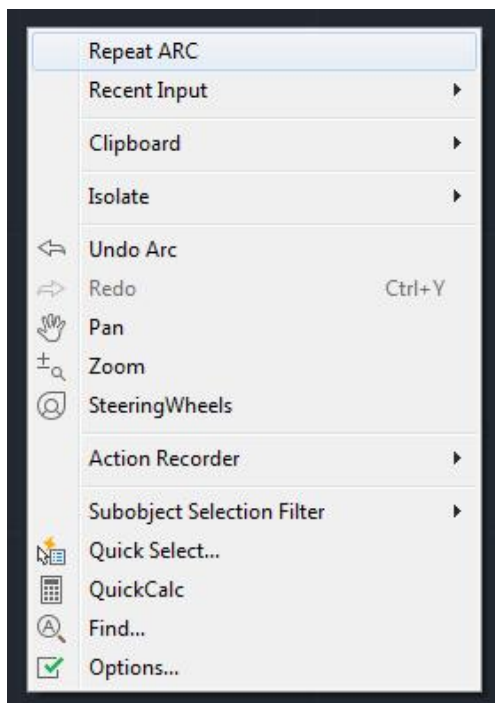 Repeat ARC
Recent Input
Clipboard
Isolate
Undo Arc
Redo Ctrl+Y
Pan
Zoom
SteeringWheels
Action Recorder
Subobject Selection Filter
Quick Select...
QuickCalc
Find...
Options...